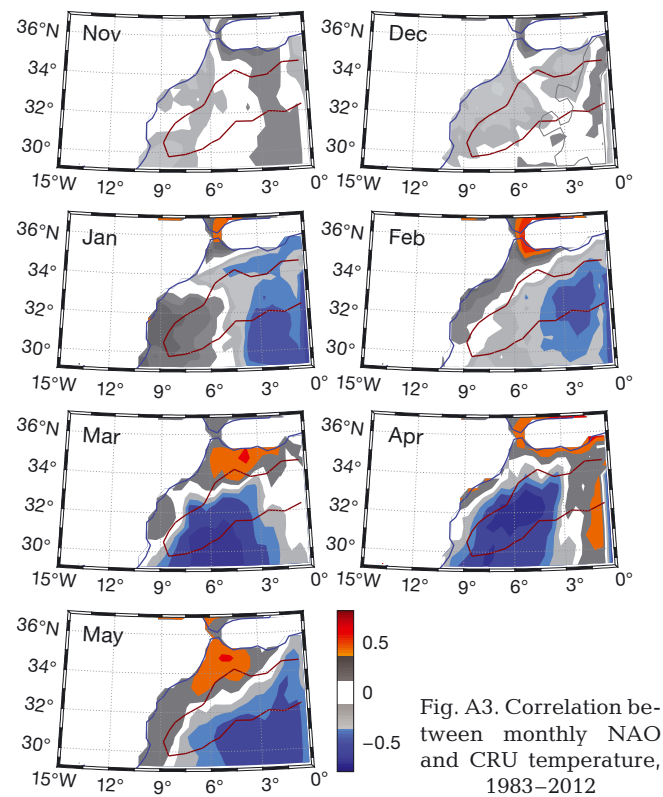 36°N Nov
34°
32°
30°
15°W 12° 9° 6° 3° 0°
36°N Dec
34°
32°
30°
15°W 12° 9° 6° 3° 0°
36°N Jan
34°
32°
30°
15°W 12° 9° 6° 3° 0°
36°N Feb
34°
32°
30°
15°W 12° 9° 6° 3° 0°
36°N Mar
34°
32°
30°
15°W 12° 9° 6° 3° 0°
36°N Apr
34°
32°
30°
15°W 12° 9° 6° 3° 0°
36°N May
34°
32°
30°
15°W 12° 9° 6° 3° 0°
0.5
0
−0.5
Fig. A3. Correlation be-
tween monthly NAO
and CRU temperature,
1983–2012